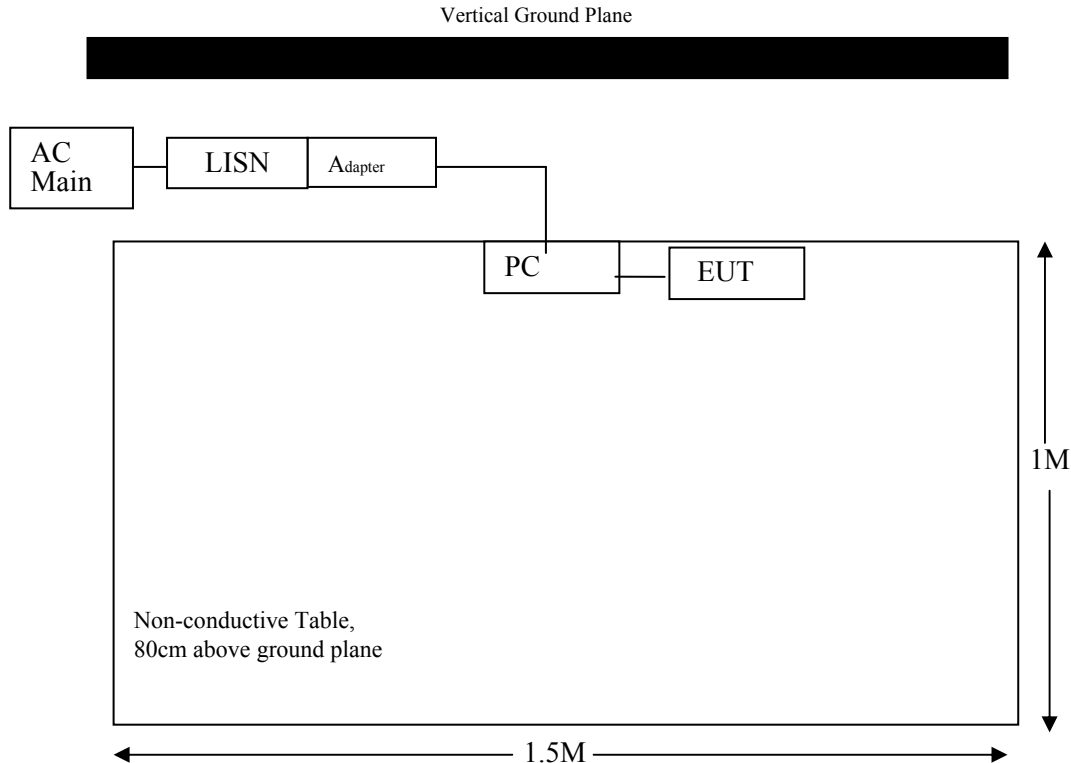 Vertical Ground Plane
AC
Main
LISN
Adapter
PC
EUT
1M
Non-conductive Table,
80cm above ground plane
1.5M